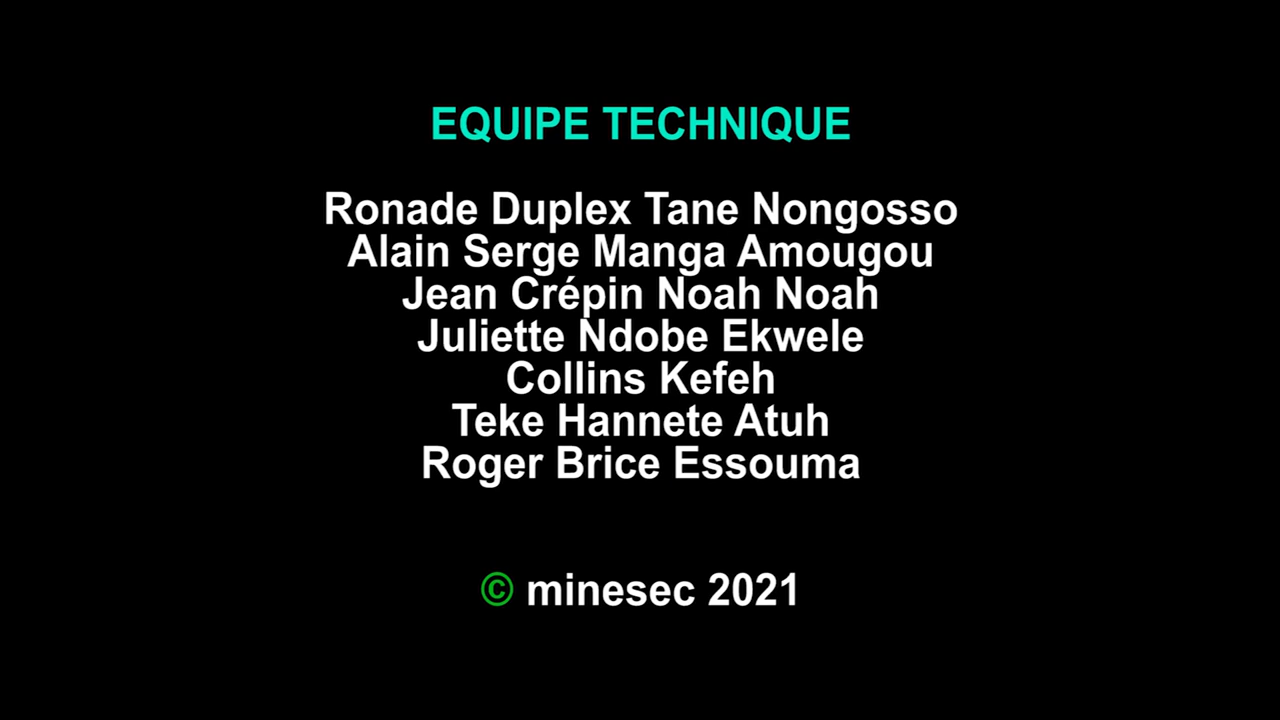 EQUIPE TECHNIQUE
Ronade Duplex Tane Nongosso
Alain Serge Manga Amougou
Jean Crépin Noah Noah
Juliette Ndobe Ekwele
Collins Kefeh
Teke Hannete Atuh
Roger Brice Essouma
© minesec 2021